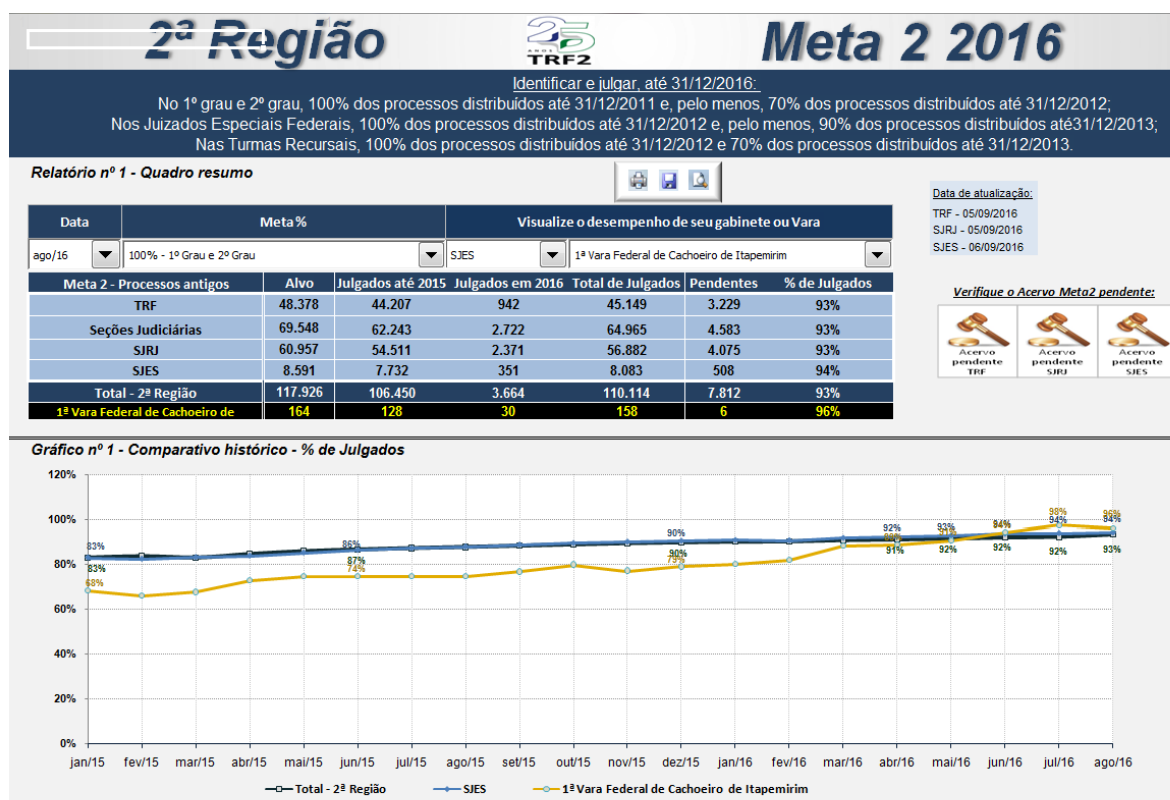 2ª Região
25
ANOS
TRF2
Meta 2 2016
Identificar e julgar, até 31/12/2016:
No 1º grau e 2º grau, 100% dos processos distribuídos até 31/12/2011 e, pelo menos, 70% dos processos distribuídos até 31/12/2012;
Nos Juizados Especiais Federais, 100% dos processos distribuídos até 31/12/2012 e, pelo menos, 90% dos processos distribuídos até31/12/2013;
Nas Turmas Recursais, 100% dos processos distribuídos até 31/12/2012 e 70% dos processos distribuídos até 31/12/2013.
Relatório nº 1 - Quadro resumo
Data de atualização:
TRF - 05/09/2016
SJRJ - 05/09/2016
SJES - 06/09/2016
Data Meta % Visualize o desempenho de seu gabinete ou Vara
ago/16 100% - 1º Grau e 2º Grau SJES 1ª Vara Federal de Cachoeiro de Itapemirim
Meta 2 - Processos antigos Alvo Julgados até 2015 Julgados em 2016 Total de Julgados Pendentes % de Julgados
TRF 48.378 44.207 942 45.149 3.229 93%
Seções Judiciárias 69.548 62.243 2.722 64.965 4.583 93%
SJRJ 60.957 54.511 2.371 56.882 4.075 93%
SJES 8.591 7.732 351 8.083 508 94%
Total - 2ª Região 117.926 106.450 3.664 110.114 7.812 93%
1ª Vara Federal de Cachoeiro de 164 128 30 158 6 96%
Verifique o Acervo Meta2 pendente:
Acervo pendente TRF
Acervo pendente SJRJ
Acervo pendente SJES
Gráfico nº 1 - Comparativo histórico - % de Julgados
120%
100%
80%
60%
40%
20%
0%
83% 86% 90% 92% 93% 94% 94% 94%
83% 87% 90% 91% 92% 92% 92% 93%
68% 74% 79% 91% 98% 96%
jan/15 fev/15 mar/15 abr/15 mai/15 jun/15 jul/15 ago/15 set/15 out/15 nov/15 dez/15 jan/16 fev/16 mar/16 abr/16 mai/16 jun/16 jul/16 ago/16
Total - 2ª Região SJES 1ª Vara Federal de Cachoeiro de Itapemirim